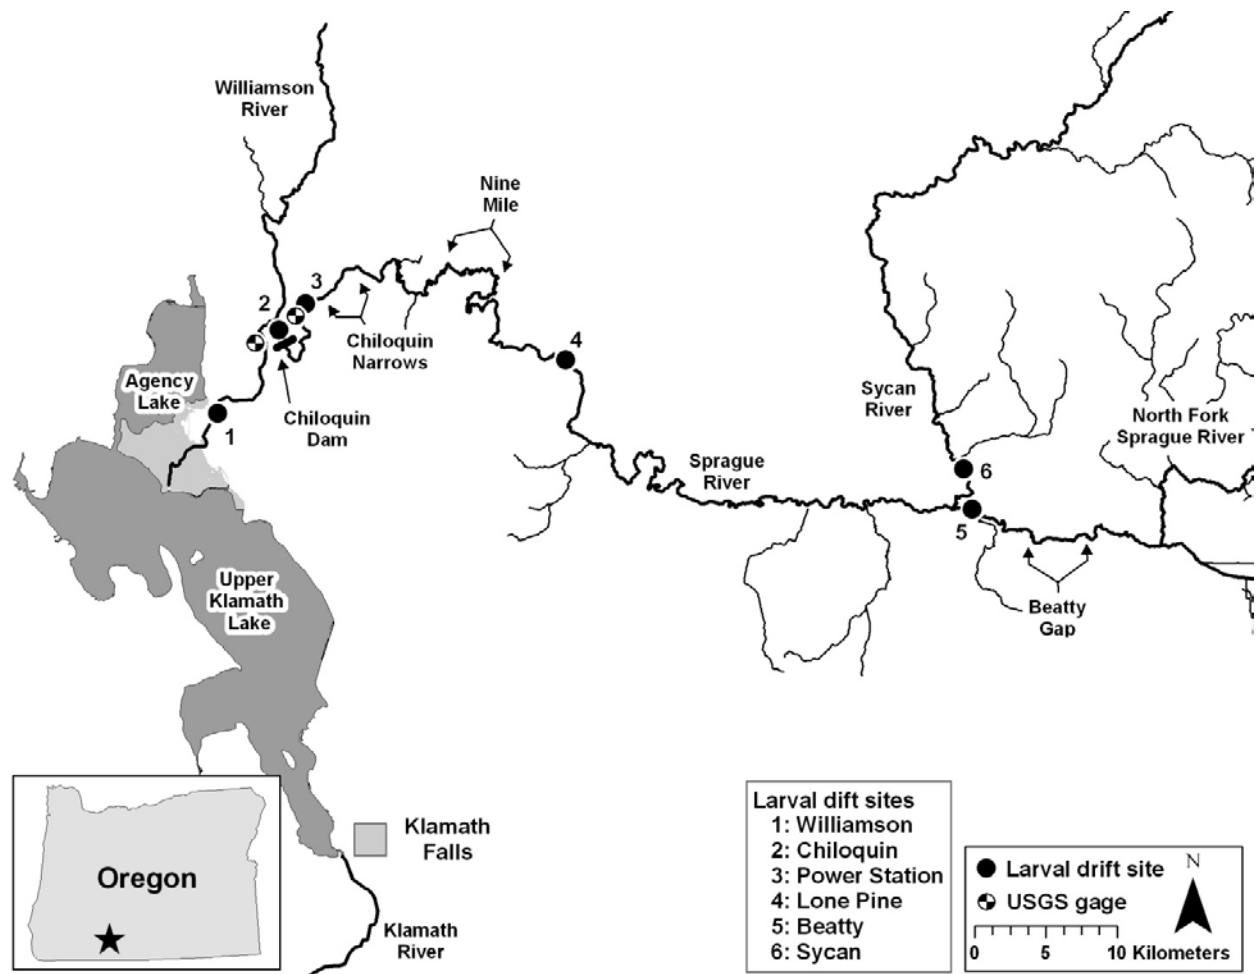 Williamson
River
Nine
Mile
3
2
Chiloquin
Narrows
4
Agency
Lake
Chiloquin
Dam
1
Sycan
River
North Fork
Sprague River
Sprague
River
6
5
Beatty
Gap
Upper
Klamath
Lake
Klamath
Falls
Klamath
River
Oregon
Larval dift sites
1: Williamson
2: Chiloquin
3: Power Station
4: Lone Pine
5: Beatty
6: Sycan
Larval drift site
USGS gage
N
0 5 10 Kilometers